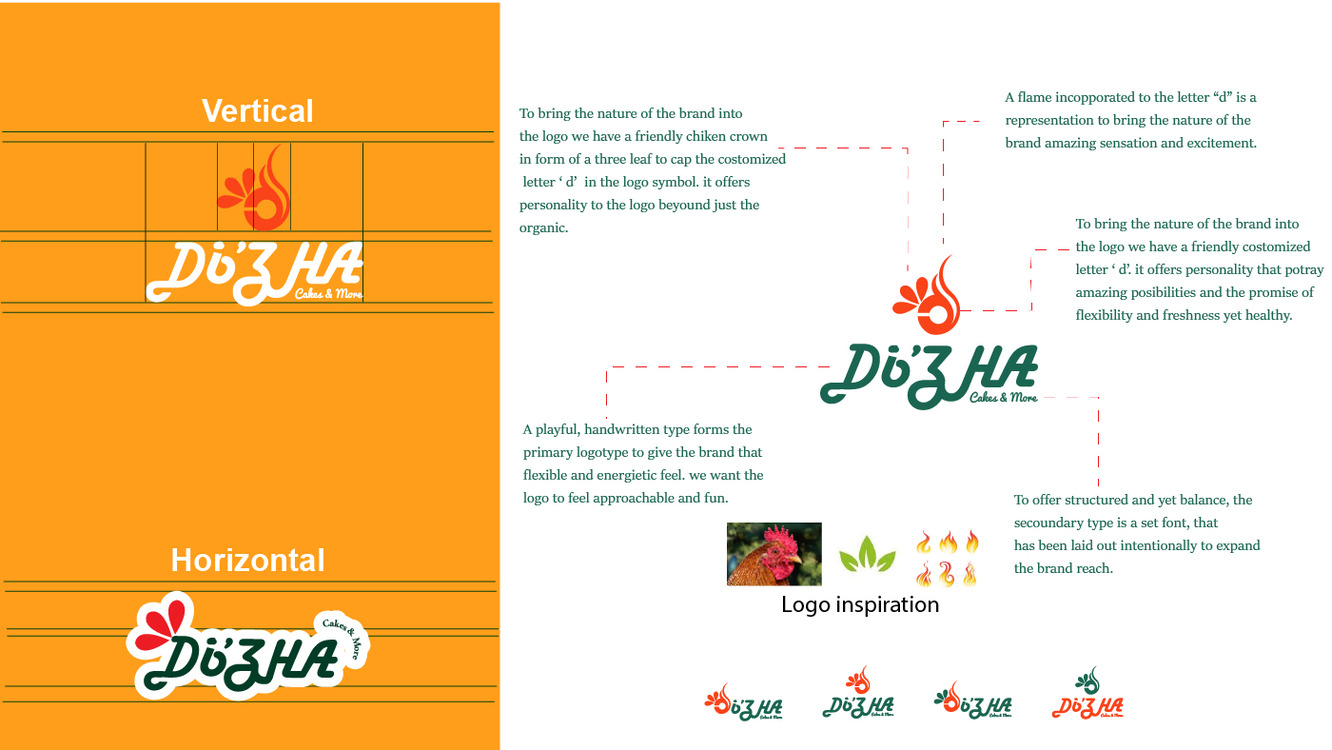 Vertical
Di'ZHA
Cakes & More
Horizontal
Di'ZHA
Cakes & More
To bring the nature of the brand into
the logo we have a friendly chiken crown
in form of a three leaf to cap the costomized
letter ‘ d’ in the logo symbol. it offers
personality to the logo beyound just the
organic.
A flame incopporated to the letter “d” is a
representation to bring the nature of the
brand amazing sensation and excitement.
To bring the nature of the brand into
the logo we have a friendly costomized
letter ‘ d’. it offers personality that potray
amazing posibilities and the promise of
flexibility and freshness yet healthy.
Di'ZHA
Cakes & More
A playful, handwritten type forms the
primary logotype to give the brand that
flexible and energietic feel. we want the
logo to feel approachable and fun.
To offer structured and yet balance, the
secoundary type is a set font, that
has been laid out intentionally to expand
the brand reach.
Logo inspiration
Di'ZHA
Cakes & More
Di'ZHA
Cakes & More
Di'ZHA
Cakes & More
Di'ZHA
Cakes & More